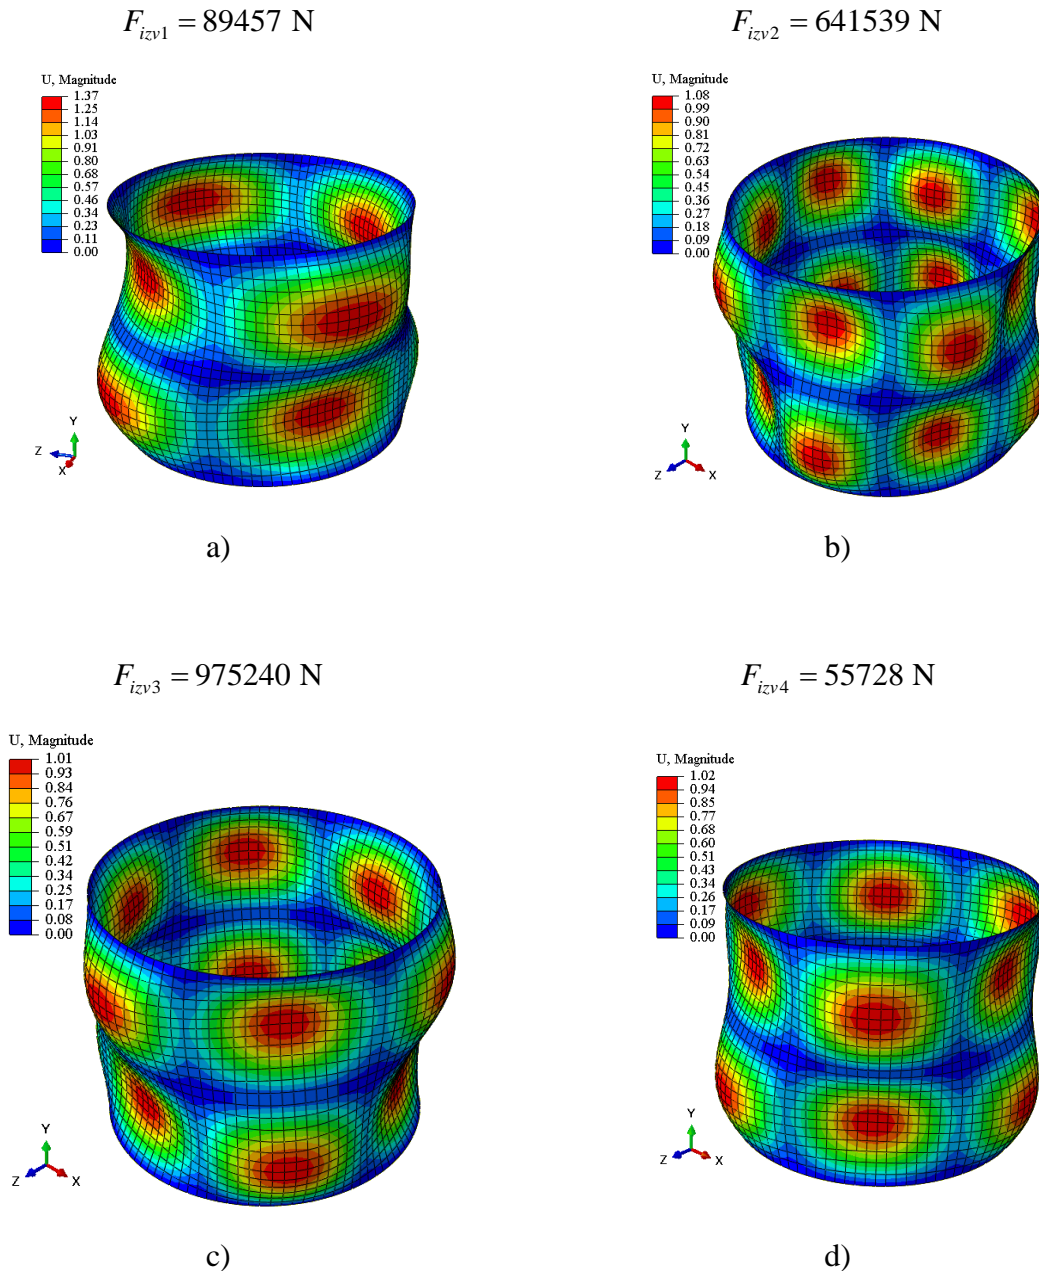 F_izv1 = 89457 N
F_izv2 = 641539 N
U, Magnitude
1.37
1.25
1.14
1.03
0.91
0.80
0.68
0.57
0.46
0.34
0.23
0.11
0.00
Y
Z
X
U, Magnitude
1.08
0.99
0.90
0.81
0.72
0.63
0.54
0.45
0.36
0.27
0.18
0.09
0.00
Y
Z
X
a)
b)
F_izv3 = 975240 N
F_izv4 = 55728 N
U, Magnitude
1.01
0.93
0.84
0.76
0.67
0.59
0.51
0.42
0.34
0.25
0.17
0.08
0.00
Y
Z
X
U, Magnitude
1.02
0.94
0.85
0.77
0.68
0.60
0.51
0.43
0.34
0.26
0.17
0.09
0.00
Y
Z
X
c)
d)